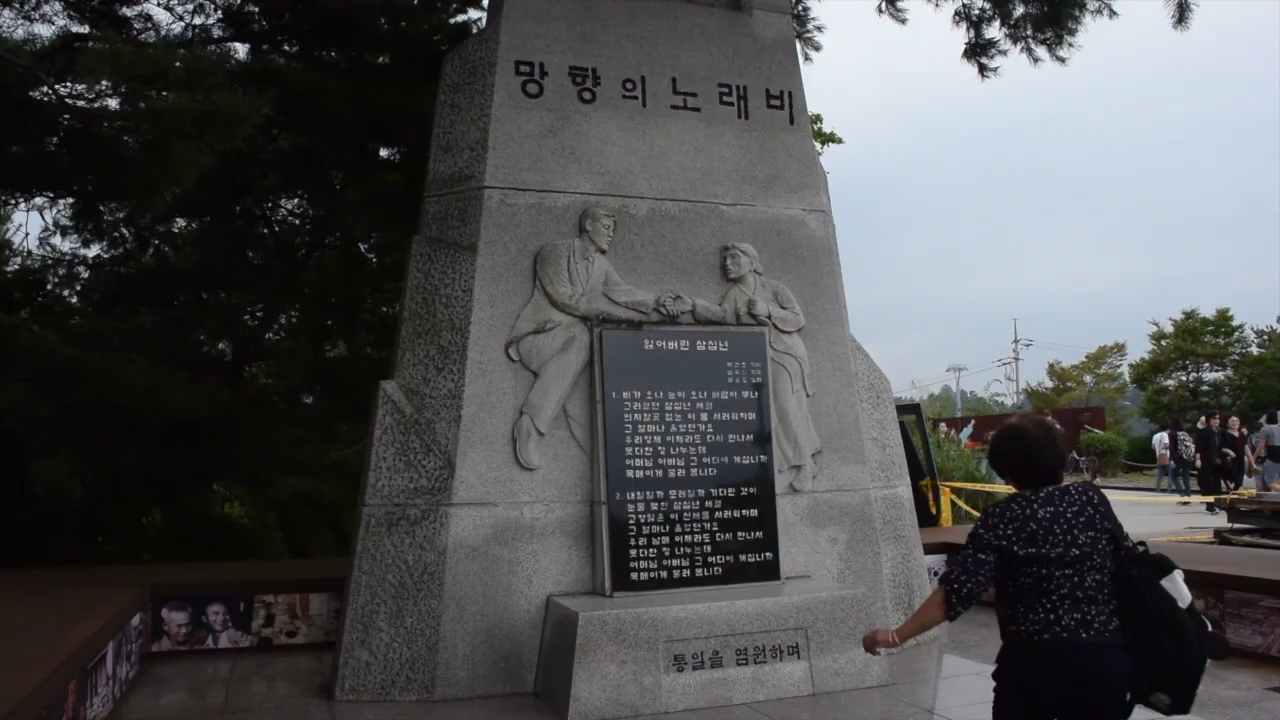 망향의 노래비
잃어버린 삼십년
1. 비가 오나 눈이 오나 바람이 부나
그리웠던 삼십년 세월
의지할곳 없는 이 몸 서러워하며
그 얼마나 울었던가요
우리형제 이제라도 다시 만나서
못다한 정 나누는데
어머님 아버님 그 어디에 계십니까
목메이게 불러 봅니다
2. 내일일까 모레일까 기다린 것이
눈물 맺힌 삼십년 세월
고향잃은 이 신세를 서러워하며
그 얼마나 울었던가요
우리 남매 이제라도 다시 만나서
못다한 정 나누는데
어머님 아버님 그 어디에 계십니까
목메이게 불러 봅니다
통일을 염원하며